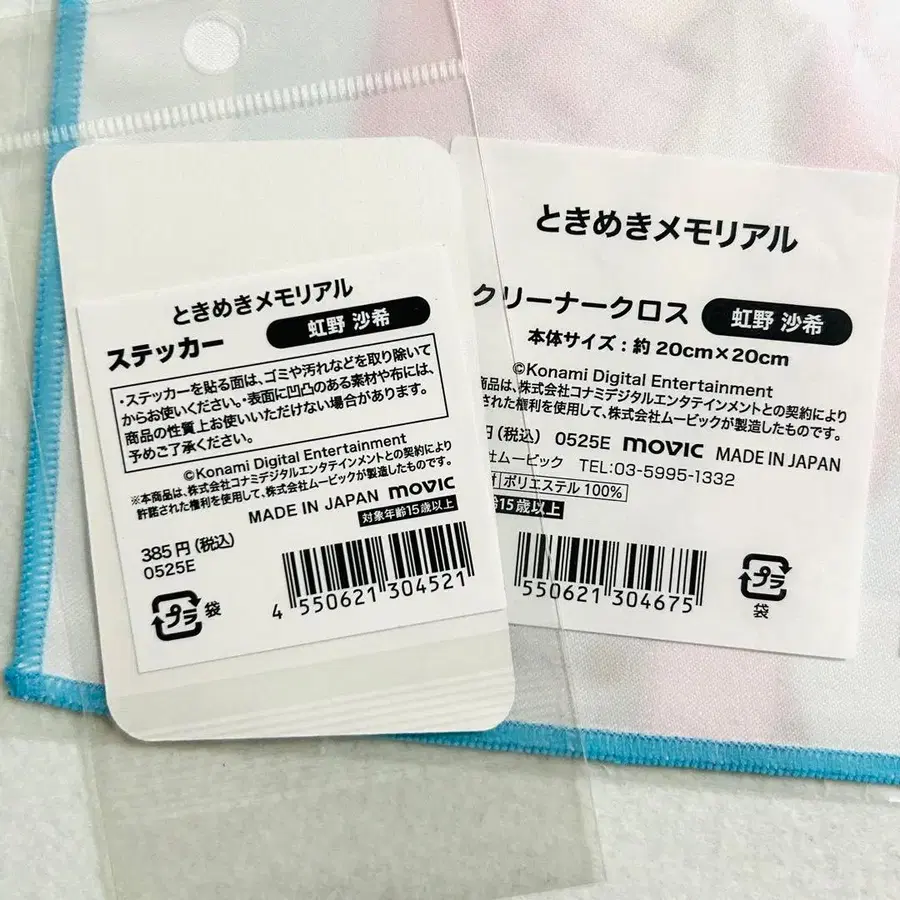 ときめきメモリアル
ステッカー 虹野 沙希
・ステッカーを貼る面は、ゴミや汚れなどを取り除いて
からお使いください。・表面に凹凸のある素材や布には、
商品の性質上お使いいただけない場合があります。
予めご了承ください。
©Konami Digital Entertainment
※本商品は、株式会社コナミデジタルエンタテインメントとの契約により
許諾された権利を使用して、株式会社ムービックが製造したものです。
MADE IN JAPAN movic
対象年齢15歳以上
385円(税込)
0525E
プラ 袋
4 550621 304521
ときめきメモリアル
クリーナークロス 虹野 沙希
本体サイズ:約20cm×20cm
©Konami Digital Entertainment
商品は、株式会社コナミデジタルエンタテインメントとの契約により
された権利を使用して、株式会社ムービックが製造したものです。
円(税込) 0525E movic MADE IN JAPAN
社ムービック TEL:03-5995-1332
ポリエステル 100%
15歳以上
550621 304675
プラ
袋